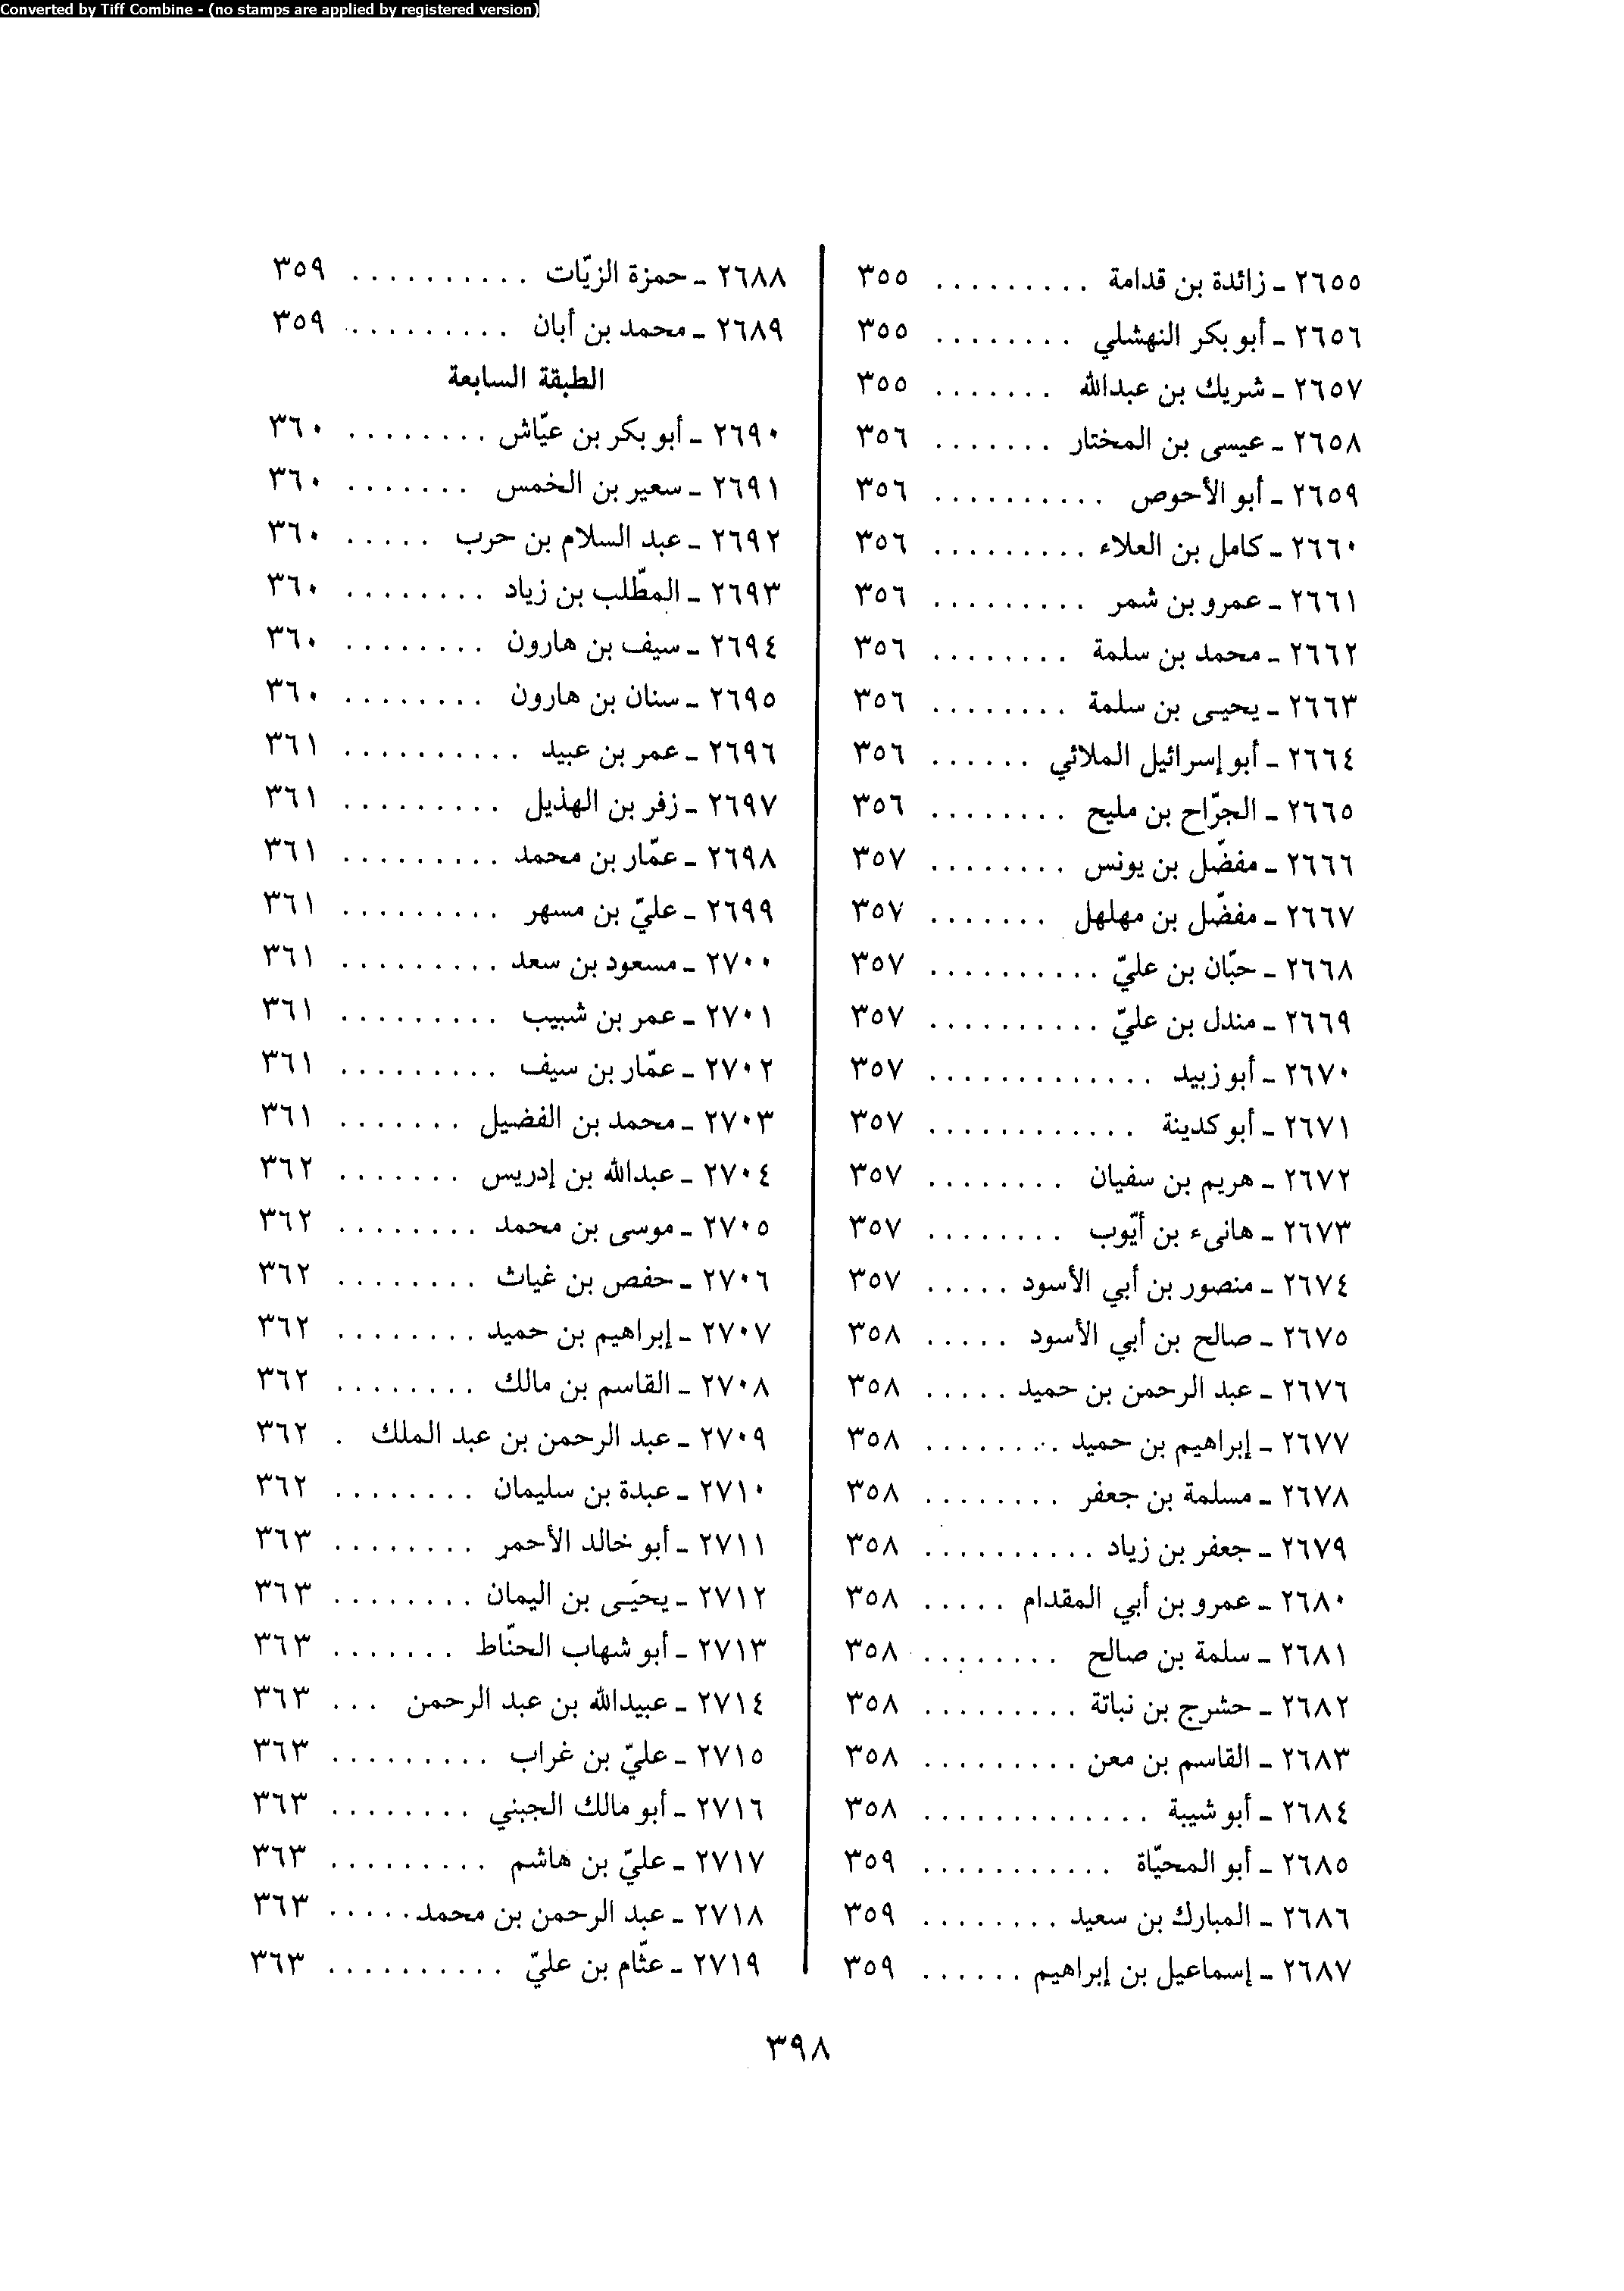 Converted by Tiff Combine - (no stamps are applied by registered version)
٢٦٥٥ ـ زائدة بن قدامة . . . . . . . . . ٣٥٥
٢٦٥٦ ـ أبو بكر النهشلي . . . . . . . . ٣٥٥
٢٦٥٧ ـ شريك بن عبدالله . . . . . . . ٣٥٥
٢٦٥٨ ـ عيسى بن المختار . . . . . . . ٣٥٦
٢٦٥٩ ـ أبو الأحوص . . . . . . . . . . ٣٥٦
٢٦٦٠ ـ كامل بن العلاء . . . . . . . . . ٣٥٦
٢٦٦١ ـ عمرو بن شمر . . . . . . . . . ٣٥٦
٢٦٦٢ ـ محمد بن سلمة . . . . . . . . ٣٥٦
٢٦٦٣ ـ يحيى بن سلمة . . . . . . . . ٣٥٦
٢٦٦٤ ـ أبو إسرائيل الملائي . . . . . . ٣٥٦
٢٦٦٥ ـ الجرّاح بن مليح . . . . . . . . ٣٥٦
٢٦٦٦ ـ مفضّل بن يونس . . . . . . . . ٣٥٧
٢٦٦٧ ـ مفضّل بن مهلهل . . . . . . . ٣٥٧
٢٦٦٨ ـ حبّان بن عليّ . . . . . . . . . . ٣٥٧
٢٦٦٩ ـ مندل بن عليّ . . . . . . . . . . ٣٥٧
٢٦٧٠ ـ أبو زبيد . . . . . . . . . . . . . ٣٥٧
٢٦٧١ ـ أبو كدينة . . . . . . . . . . . . ٣٥٧
٢٦٧٢ ـ هريم بن سفيان . . . . . . . . ٣٥٧
٢٦٧٣ ـ هانىء بن أيّوب . . . . . . . . ٣٥٧
٢٦٧٤ ـ منصور بن أبي الأسود . . . . . ٣٥٧
٢٦٧٥ ـ صالح بن أبي الأسود . . . . . ٣٥٨
٢٦٧٦ ـ عبد الرحمن بن حميد . . . . . ٣٥٨
٢٦٧٧ ـ إبراهيم بن حميد . . . . . . . . ٣٥٨
٢٦٧٨ ـ مسلمة بن جعفر . . . . . . . . ٣٥٨
٢٦٧٩ ـ جعفر بن زياد . . . . . . . . . . ٣٥٨
٢٦٨٠ ـ عمرو بن أبي المقدام . . . . . ٣٥٨
٢٦٨١ ـ سلمة بن صالح . . . . . . . . ٣٥٨
٢٦٨٢ ـ حشرج بن نباتة . . . . . . . . . ٣٥٨
٢٦٨٣ ـ القاسم بن معن . . . . . . . . . ٣٥٨
٢٦٨٤ ـ أبو شيبة . . . . . . . . . . . . . ٣٥٨
٢٦٨٥ ـ أبو المحيّاة . . . . . . . . . . . ٣٥٩
٢٦٨٦ ـ المبارك بن سعيد . . . . . . . . ٣٥٩
٢٦٨٧ ـ إسماعيل بن إبراهيم . . . . . . ٣٥٩
٢٦٨٨ ـ حمزة الزيّات . . . . . . . . . . ٣٥٩
٢٦٨٩ ـ محمد بن أبان . . . . . . . . . ٣٥٩
الطبقة السابعة
٢٦٩٠ ـ أبو بكر بن عيّاش . . . . . . . . ٣٦٠
٢٦٩١ ـ سعير بن الخمس . . . . . . . ٣٦٠
٢٦٩٢ ـ عبد السلام بن حرب . . . . . ٣٦٠
٢٦٩٣ ـ المطّلب بن زياد . . . . . . . . ٣٦٠
٢٦٩٤ ـ سيف بن هارون . . . . . . . . ٣٦٠
٢٦٩٥ ـ سنان بن هارون . . . . . . . . ٣٦٠
٢٦٩٦ ـ عمر بن عبيد . . . . . . . . . . ٣٦١
٢٦٩٧ ـ زفر بن الهذيل . . . . . . . . . ٣٦١
٢٦٩٨ ـ عمّار بن محمد . . . . . . . . . ٣٦١
٢٦٩٩ ـ عليّ بن مسهر . . . . . . . . . ٣٦١
٢٧٠٠ ـ مسعود بن سعد . . . . . . . . . ٣٦١
٢٧٠١ ـ عمر بن شبيب . . . . . . . . . ٣٦١
٢٧٠٢ ـ عمّار بن سيف . . . . . . . . . ٣٦١
٢٧٠٣ ـ محمد بن الفضيل . . . . . . . ٣٦١
٢٧٠٤ ـ عبدالله بن إدريس . . . . . . . ٣٦٢
٢٧٠٥ ـ موسى بن محمد . . . . . . . . ٣٦٢
٢٧٠٦ ـ حفص بن غياث . . . . . . . . ٣٦٢
٢٧٠٧ ـ إبراهيم بن حميد . . . . . . . . ٣٦٢
٢٧٠٨ ـ القاسم بن مالك . . . . . . . . ٣٦٢
٢٧٠٩ ـ عبد الرحمن بن عبد الملك . ٣٦٢
٢٧١٠ ـ عبدة بن سليمان . . . . . . . . ٣٦٢
٢٧١١ ـ أبو خالد الأحمر . . . . . . . . ٣٦٣
٢٧١٢ ـ يحيَى بن اليمان . . . . . . . . ٣٦٣
٢٧١٣ ـ أبو شهاب الحنّاط . . . . . . . ٣٦٣
٢٧١٤ ـ عبيدالله بن عبد الرحمن . . . ٣٦٣
٢٧١٥ ـ عليّ بن غراب . . . . . . . . . ٣٦٣
٢٧١٦ ـ أبو مالك الجبني . . . . . . . . ٣٦٣
٢٧١٧ ـ عليّ بن هاشم . . . . . . . . . ٣٦٣
٢٧١٨ ـ عبد الرحمن بن محمد . . . . . ٣٦٣
٢٧١٩ ـ عثّام بن عليّ . . . . . . . . . . ٣٦٣
٣٩٨